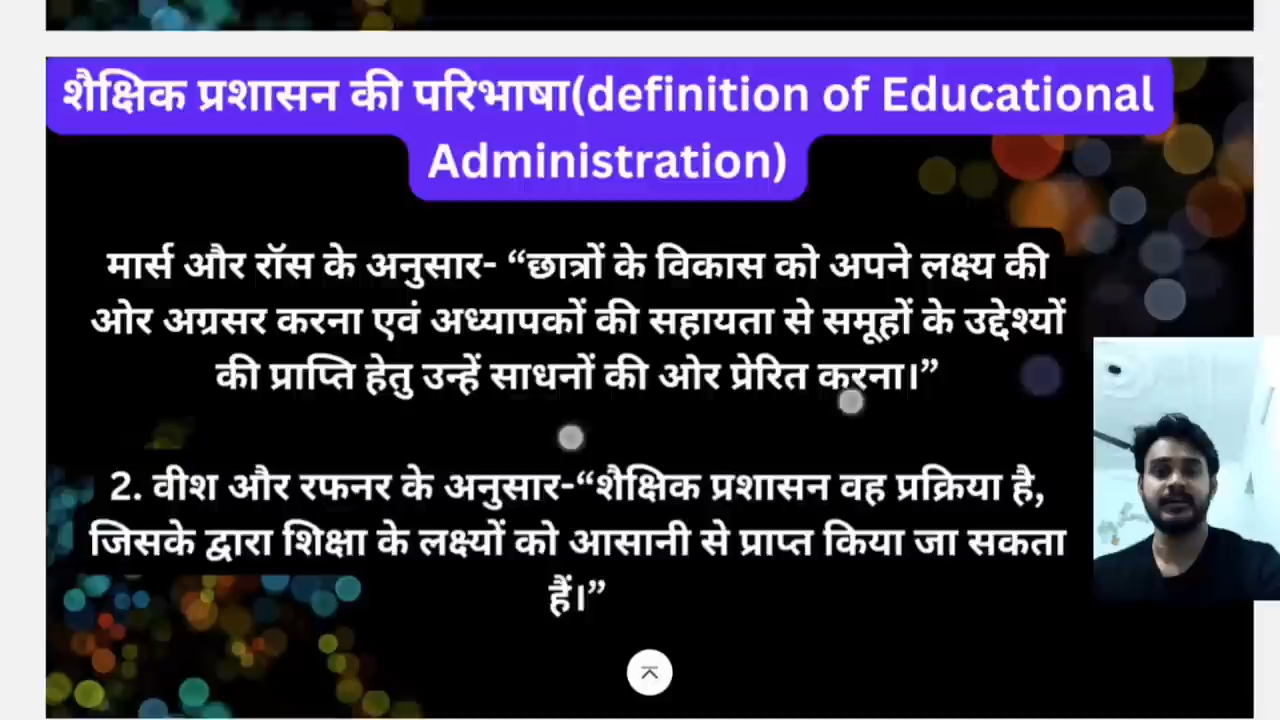 शैक्षिक प्रशासन की परिभाषा(definition of Educational
Administration)
मार्स और रॉस के अनुसार- “छात्रों के विकास को अपने लक्ष्य की
ओर अग्रसर करना एवं अध्यापकों की सहायता से समूहों के उद्देश्यों
की प्राप्ति हेतु उन्हें साधनों की ओर प्रेरित करना।”
2. वीश और रफनर के अनुसार-“शैक्षिक प्रशासन वह प्रक्रिया है,
जिसके द्वारा शिक्षा के लक्ष्यों को आसानी से प्राप्त किया जा सकता
हैं।”